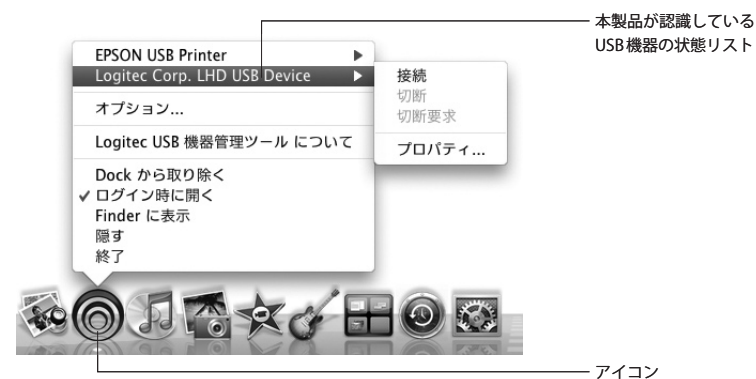 本製品が認識している
USB機器の状態リスト
EPSON USB Printer
Logitec Corp. LHD USB Device
オプション...
Logitec USB 機器管理ツール について
Dock から取り除く
ログイン時に開く
Finder に表示
隠す
終了
接続
切断
切断要求
プロパティ...
アイコン